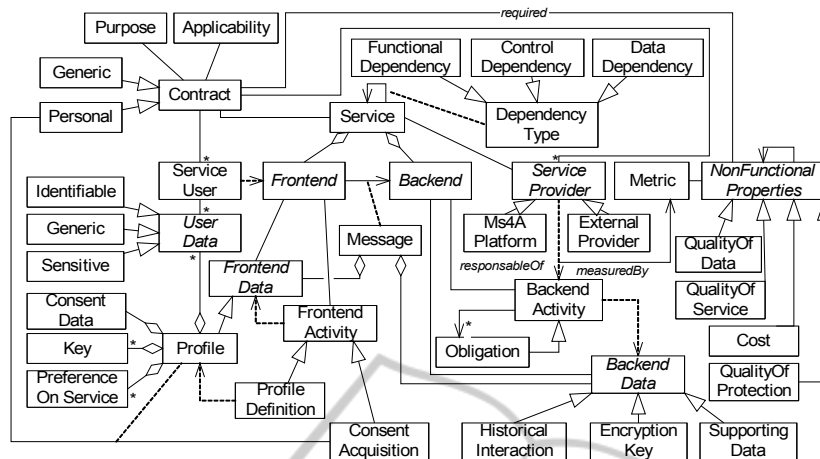 required
Purpose
Applicability
Functional
Dependency
Control
Dependency
Data
Dependency
Generic
Contract
Personal
Service
Dependency
Type
*
*
Service
User
Frontend
Backend
Service
Provider
Metric
NonFunctional
Properties
Identifiable
Generic
Sensitive
*
User
Data
*
Message
Ms4A
Platform
External
Provider
QualityOf
Data
responsableOf
measuredBy
Frontend
Data
Backend
Activity
QualityOf
Service
Consent
Data
Key
*
Preference
On Service
*
Profile
Frontend
Activity
*
Obligation
Cost
Backend
Data
QualityOf
Protection
Profile
Definition
Consent
Acquisition
Historical
Interaction
Encryption
Key
Supporting
Data